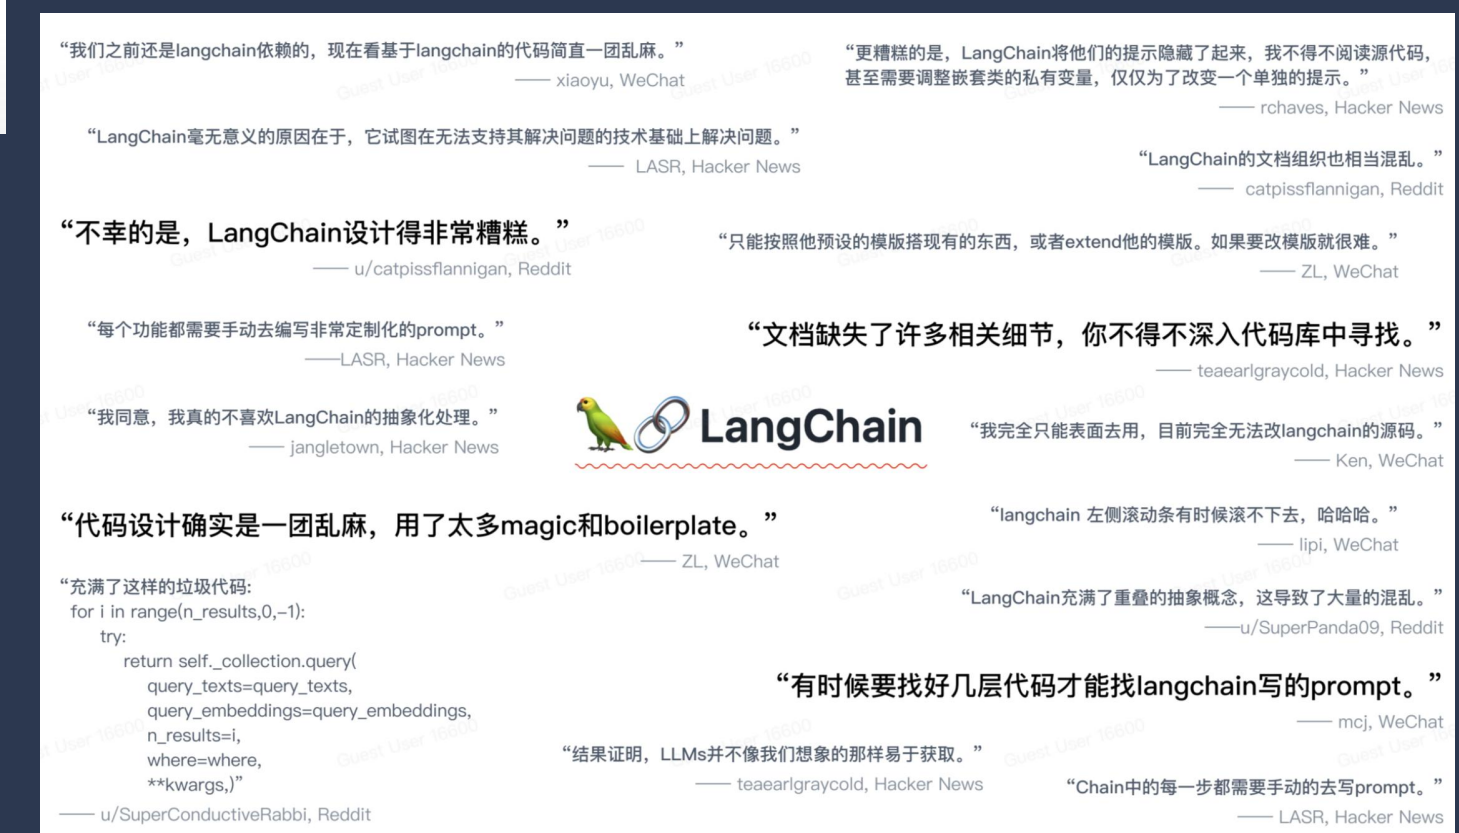 “我们之前还是langchain依赖的，现在看基于langchain的代码简直一团乱麻。”
—— xiaoyu, WeChat
“更糟糕的是，LangChain将他们的提示隐藏了起来，我不得不阅读源代码，
甚至需要调整嵌套类的私有变量，仅仅为了改变一个单独的提示。”
—— rchaves, Hacker News
“LangChain毫无意义的原因在于，它试图在无法支持其解决问题的技术基础上解决问题。”
—— LASR, Hacker News
“LangChain的文档组织也相当混乱。”
—— catpissflannigan, Reddit
“不幸的是，LangChain设计得非常糟糕。”
—— u/catpissflannigan, Reddit
“只能按照他预设的模版搭现有的东西，或者extend他的模版。如果要改模版就很难。”
—— ZL, WeChat
“每个功能都需要手动去编写非常定制化的prompt。”
——LASR, Hacker News
“文档缺失了许多相关细节，你不得不深入代码库中寻找。”
—— teaearlgraycold, Hacker News
“我同意，我真的不喜欢LangChain的抽象化处理。”
—— jangletown, Hacker News
LangChain
“我完全只能表面去用，目前完全无法改langchain的源码。”
—— Ken, WeChat
“代码设计确实是一团乱麻，用了太多magic和boilerplate。”
—— ZL, WeChat
“langchain 左侧滚动条有时候滚不下去，哈哈哈。”
—— lipi, WeChat
“充满了这样的垃圾代码:
for i in range(n_results,0,–1):
try:
return self._collection.query(
query_texts=query_texts,
query_embeddings=query_embeddings,
n_results=i,
where=where,
**kwargs,)”
—— u/SuperConductiveRabbi, Reddit
“LangChain充满了重叠的抽象概念，这导致了大量的混乱。”
——u/SuperPanda09, Reddit
“有时候要找好几层代码才能找langchain写的prompt。”
—— mcj, WeChat
“结果证明，LLMs并不像我们想象的那样易于获取。”
—— teaearlgraycold, Hacker News
“Chain中的每一步都需要手动的去写prompt。”
—— LASR, Hacker News
Guest User 16600